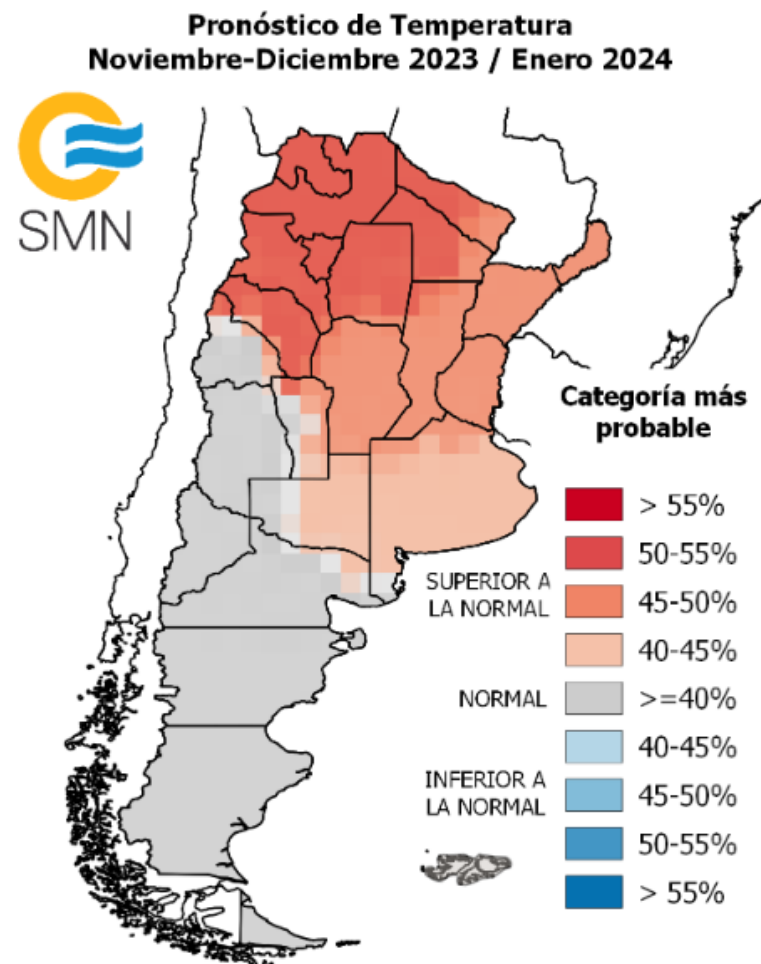 Pronóstico de Temperatura
Noviembre-Diciembre 2023 / Enero 2024
SMN
Categoría más
probable
> 55%
50-55%
SUPERIOR A
LA NORMAL
45-50%
40-45%
NORMAL
>=40%
40-45%
INFERIOR A
LA NORMAL
45-50%
50-55%
> 55%